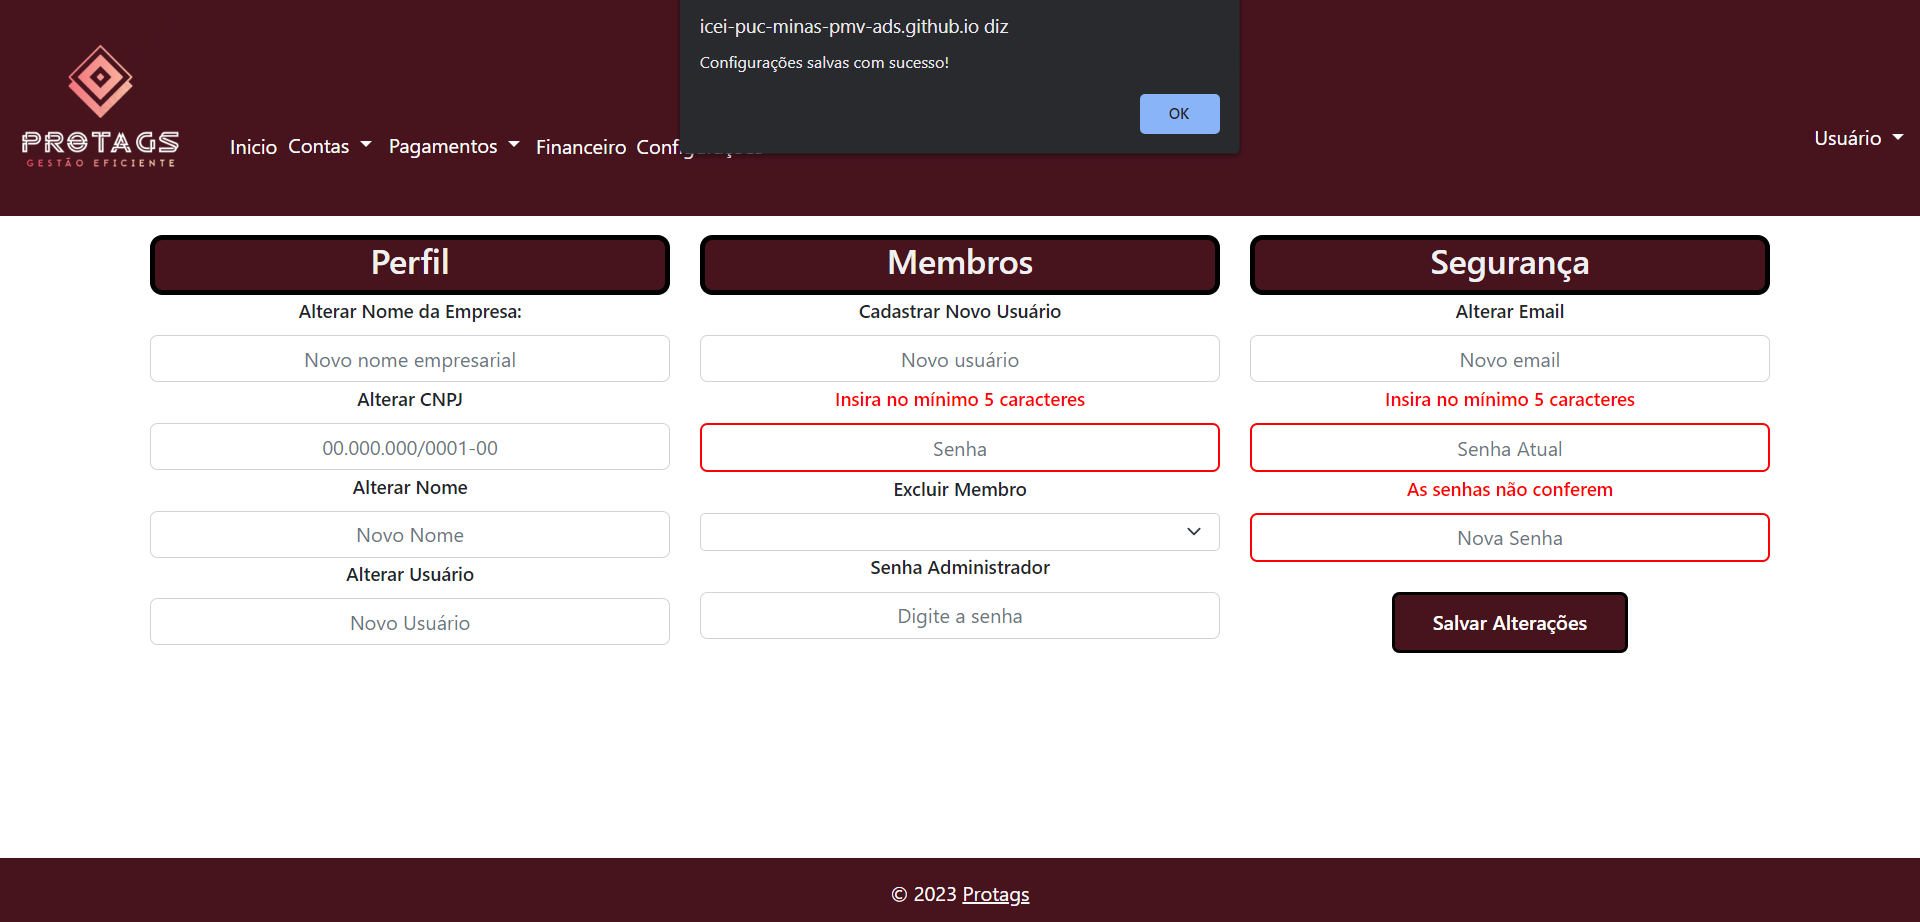 icei-puc-minas-pmv-ads.github.io diz
Configurações salvas com sucesso!
OK
PROTAGS
GESTÃO EFICIENTE
Inicio Contas Pagamentos Financeiro Configurações
Usuário
Perfil
Alterar Nome da Empresa:
Novo nome empresarial
Alterar CNPJ
00.000.000/0001-00
Alterar Nome
Novo Nome
Alterar Usuário
Novo Usuário
Membros
Cadastrar Novo Usuário
Novo usuário
Insira no mínimo 5 caracteres
Senha
Excluir Membro
Senha Administrador
Digite a senha
Segurança
Alterar Email
Novo email
Insira no mínimo 5 caracteres
Senha Atual
As senhas não conferem
Nova Senha
Salvar Alterações
© 2023 Protags